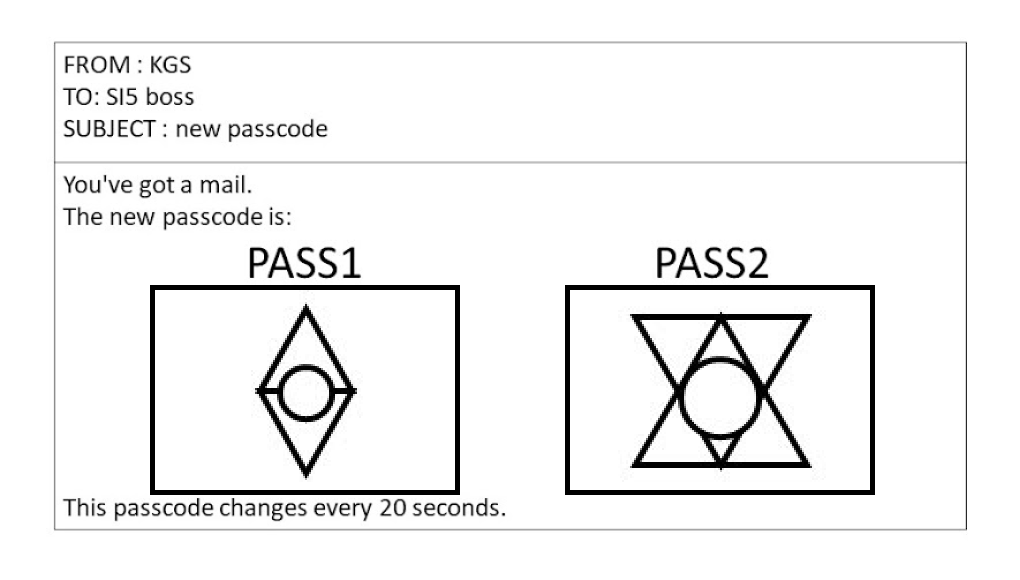 FROM : KGS
TO: SI5 boss
SUBJECT : new passcode
You've got a mail.
The new passcode is:
PASS1
PASS2
This passcode changes every 20 seconds.